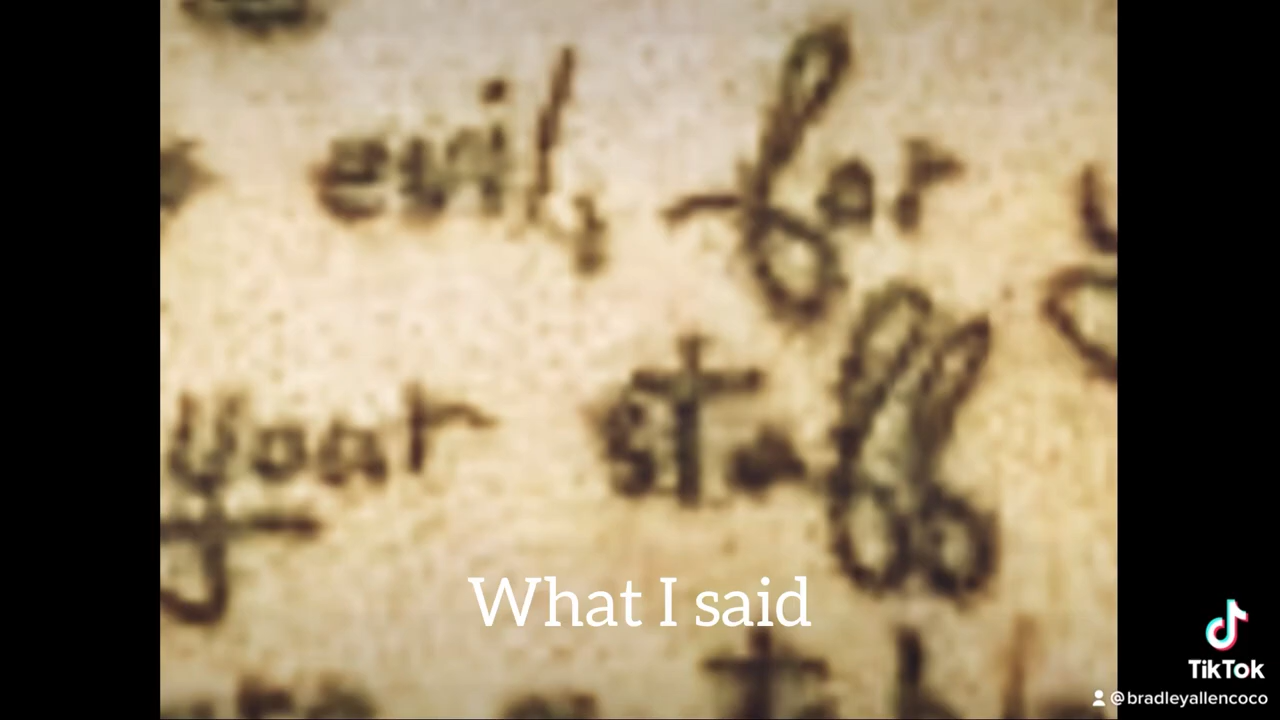 evil, for
your staff
What I said
TikTok
@bradleyallencoco